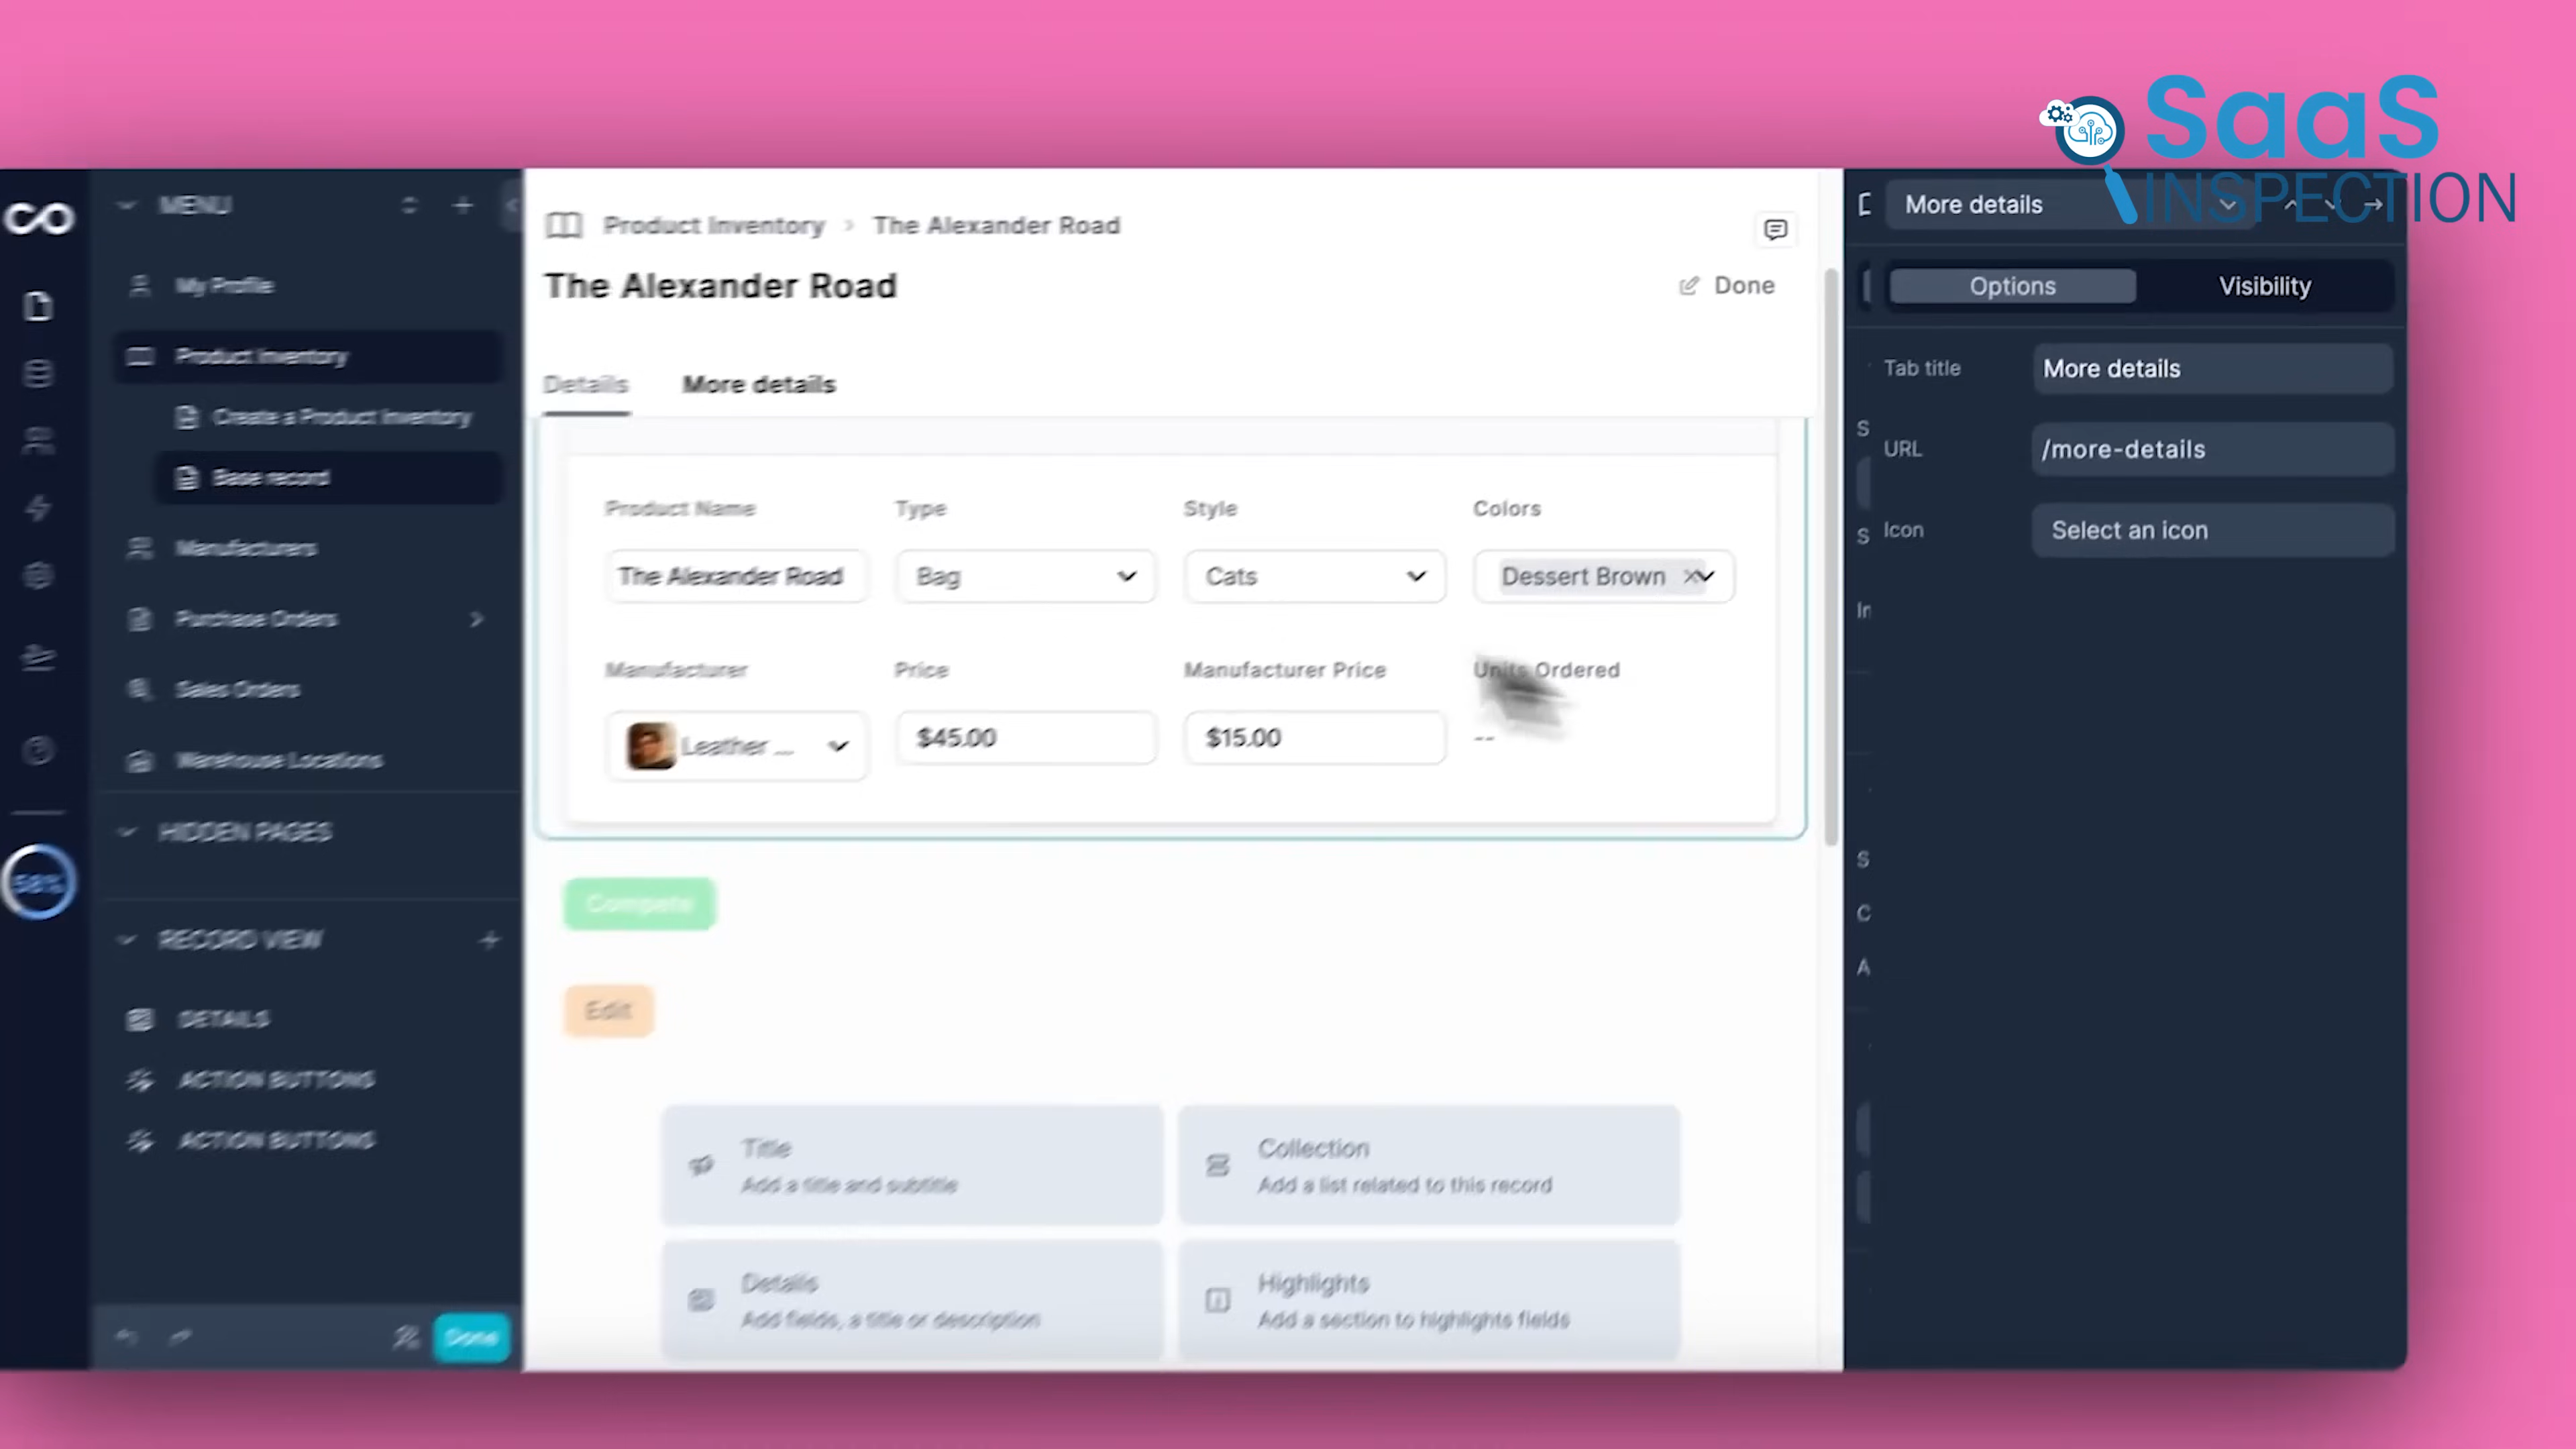 SaaS
INSPECTION
MENU
My Profile
Product Inventory
Create a Product Inventory
Base record
Manufacturers
Purchase Orders
Sales Orders
Warehouse Locations
HIDDEN PAGES
58%
RECORD VIEW
DETAILS
ACTION BUTTONS
ACTION BUTTONS
Done
Product Inventory > The Alexander Road
The Alexander Road
Done
Details More details
Product Name Type Style Colors
The Alexander Road Bag Cats Dessert Brown
Manufacturer Price Manufacturer Price Units Ordered
Leather ... $45.00 $15.00 --
Compete
Edit
Title
Add a title and subtitle
Collection
Add a list related to this record
Details
Add fields, a title or description
Highlights
Add a section to highlights fields
More details
Options Visibility
Tab title More details
URL /more-details
Icon Select an icon
S
S
In
S
C
A